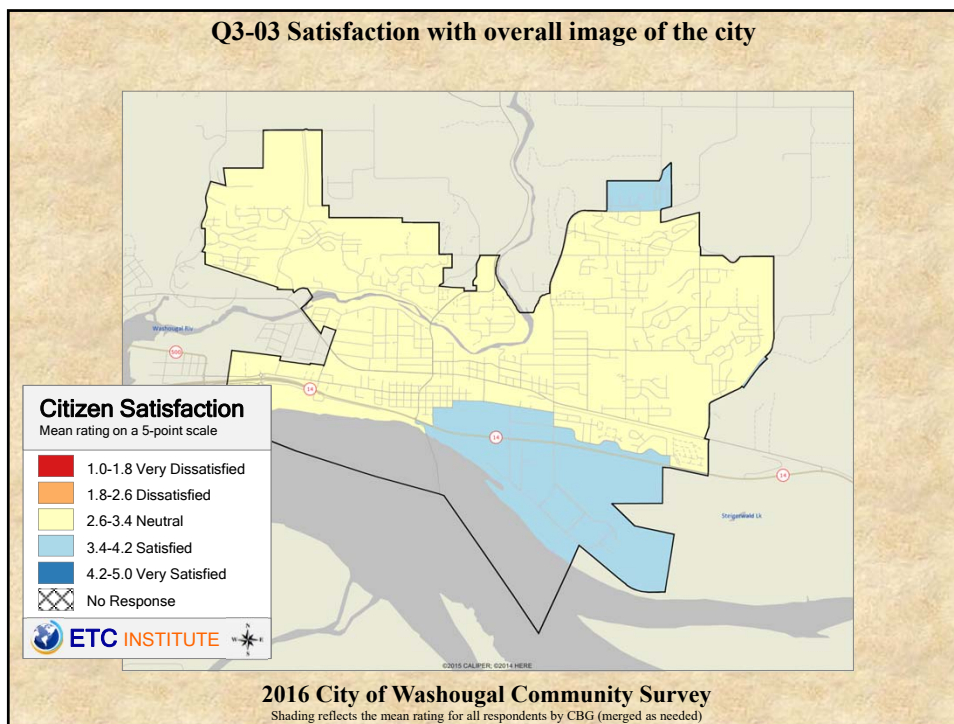 Q3-03 Satisfaction with overall image of the city
Washougal Riv
500
14
14
14
Steigerwald Lk
Citizen Satisfaction
Mean rating on a 5-point scale
1.0-1.8 Very Dissatisfied
1.8-2.6 Dissatisfied
2.6-3.4 Neutral
3.4-4.2 Satisfied
4.2-5.0 Very Satisfied
No Response
ETC INSTITUTE
N
W E
S
©2015 CALIPER; ©2014 HERE
2016 City of Washougal Community Survey
Shading reflects the mean rating for all respondents by CBG (merged as needed)